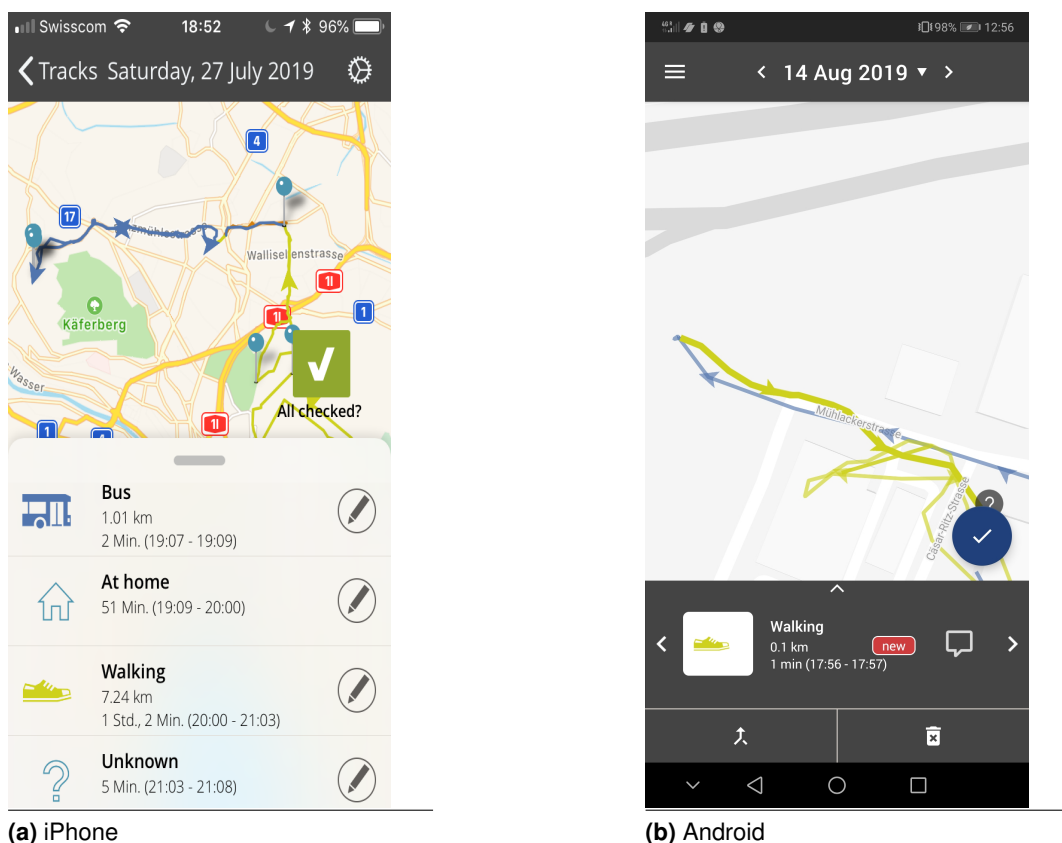 Swisscom 18:52 96%
Tracks Saturday, 27 July 2019
4
17
Wallisellenstrasse
1
Käferberg
1
Wasser
All checked?
1
Bus
1.01 km
2 Min. (19:07 - 19:09)
At home
51 Min. (19:09 - 20:00)
Walking
7.24 km
1 Std., 2 Min. (20:00 - 21:03)
Unknown
5 Min. (21:03 - 21:08)
(a) iPhone
98% 12:56
14 Aug 2019
Mühlackerstrasse
Cäsar-Ritz-Strasse
?
Walking
0.1 km new
1 min (17:56 - 17:57)
(b) Android